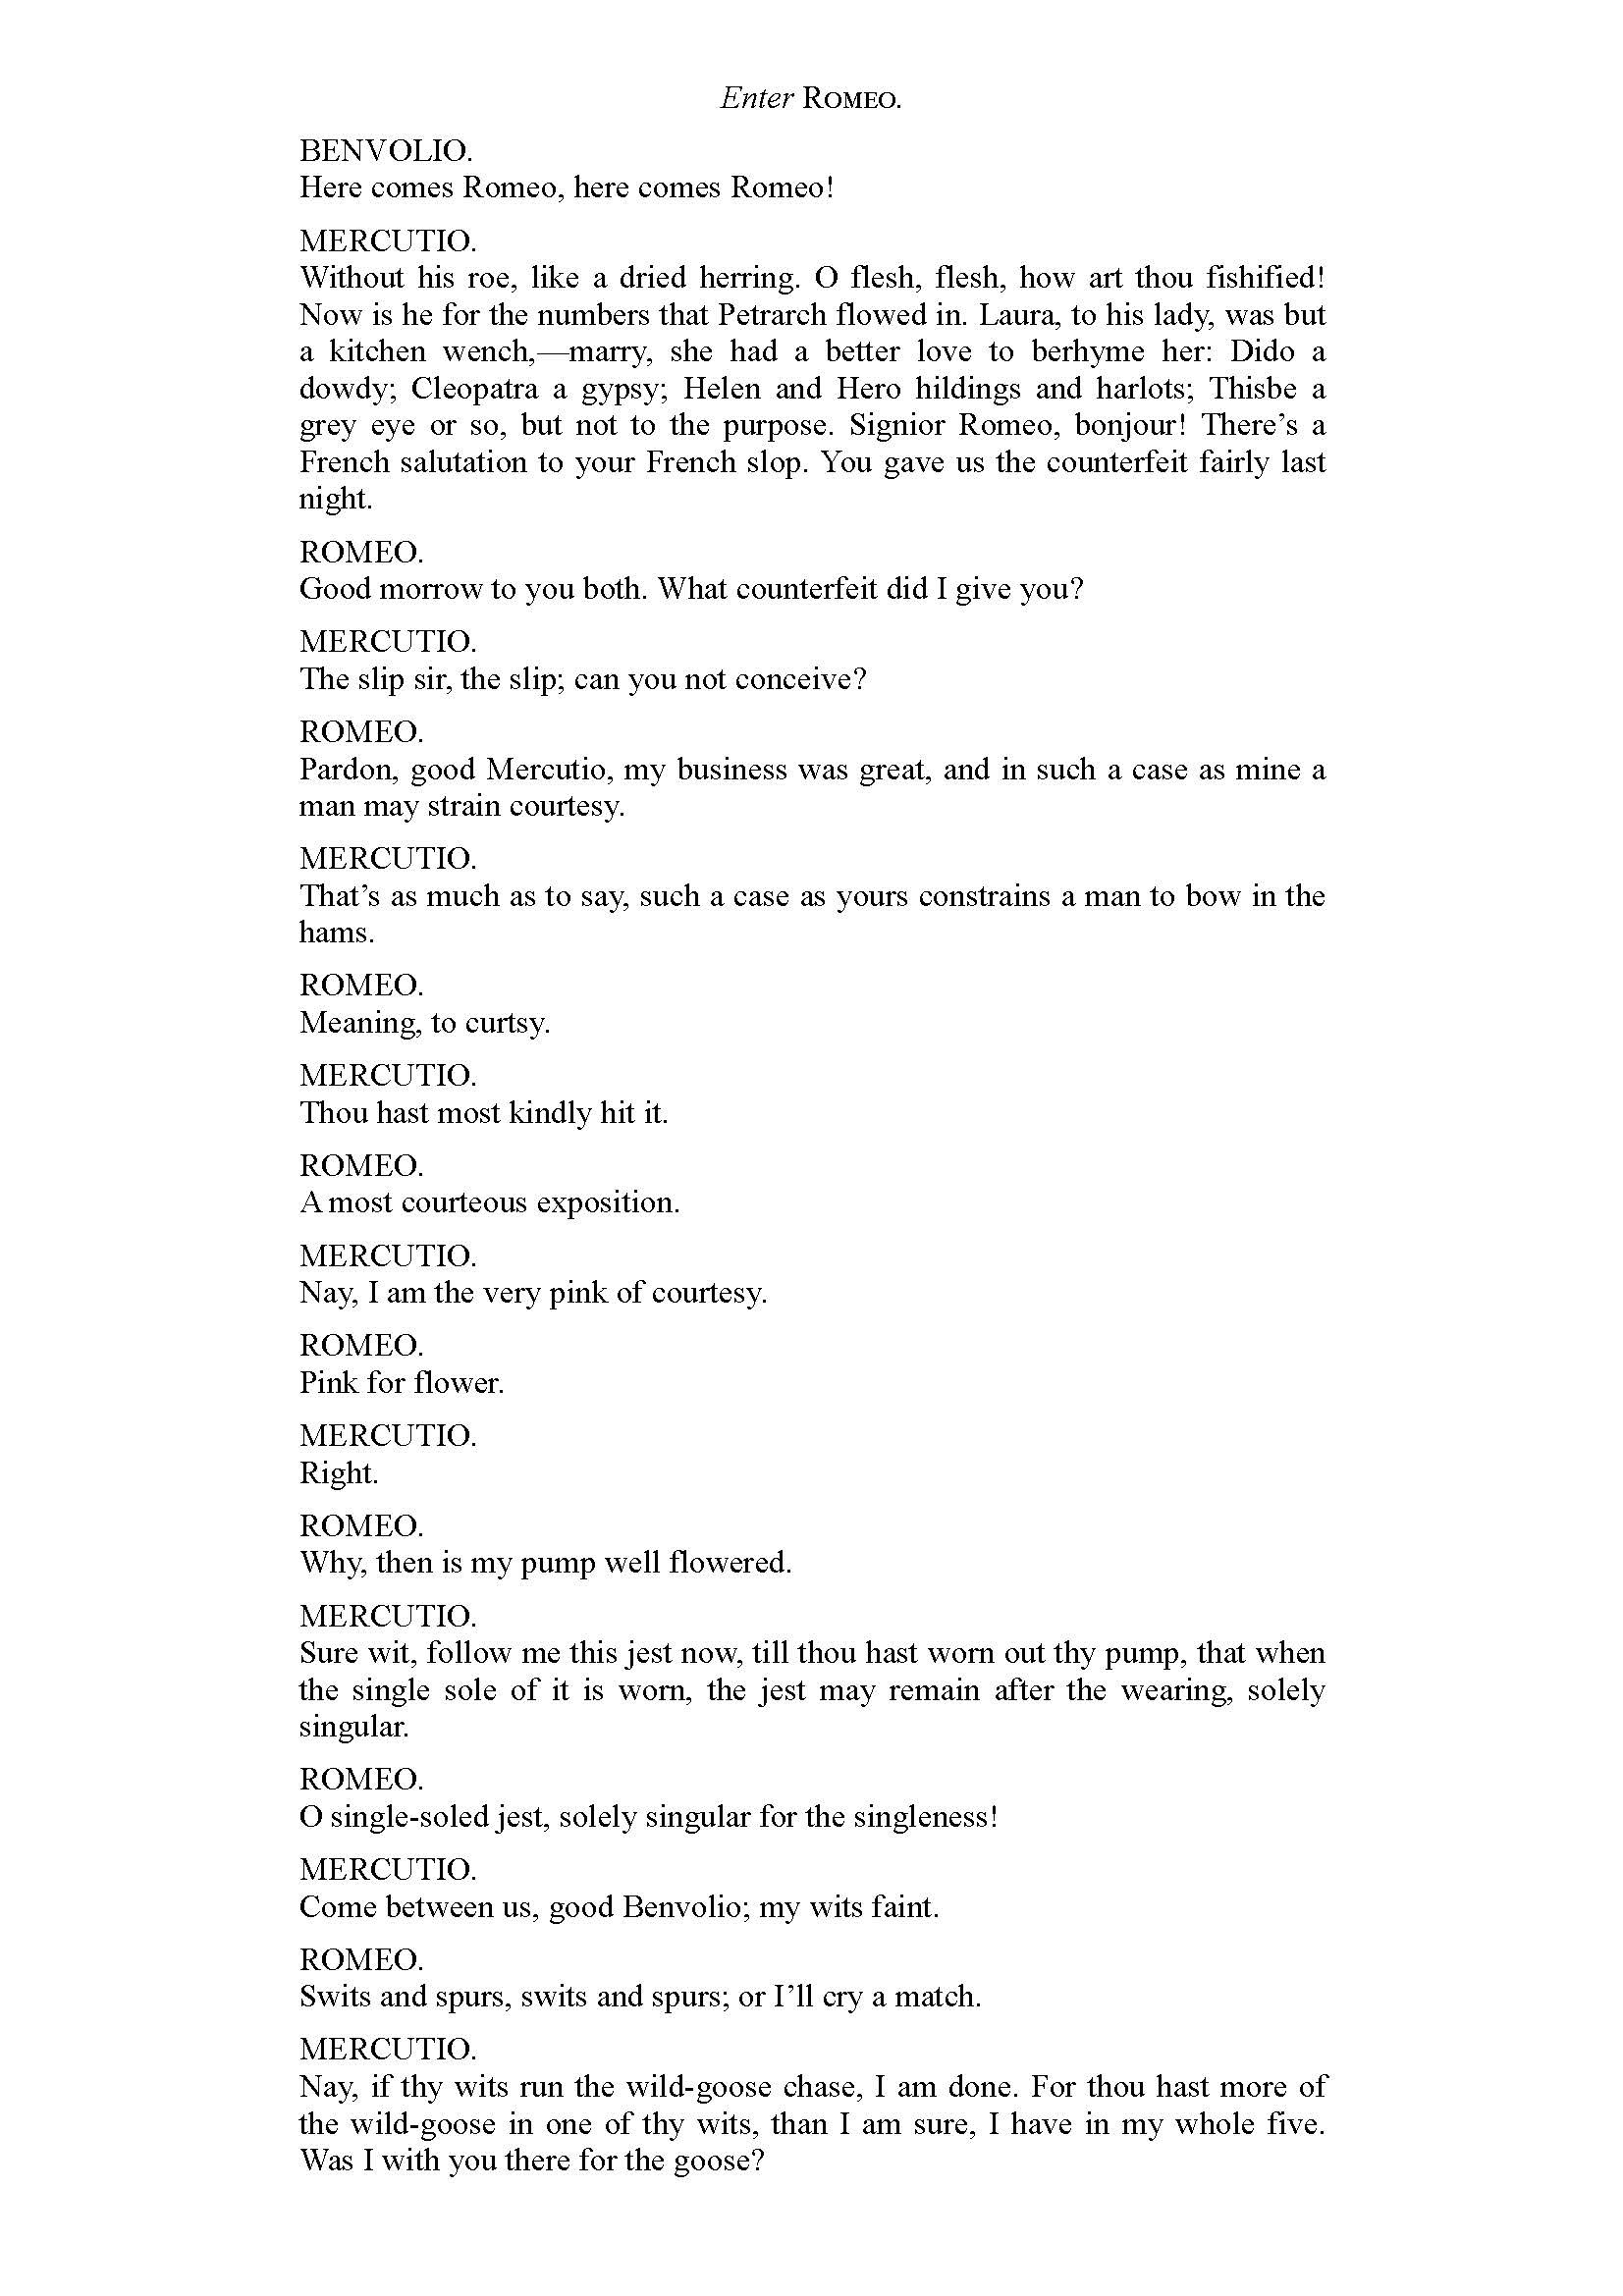 Enter ROMEO.
BENVOLIO.
Here comes Romeo, here comes Romeo!
MERCUTIO.
Without his roe, like a dried herring. O flesh, flesh, how art thou fishified!
Now is he for the numbers that Petrarch flowed in. Laura, to his lady, was but
a kitchen wench,—marry, she had a better love to berhyme her: Dido a
dowdy; Cleopatra a gypsy; Helen and Hero hildings and harlots; Thisbe a
grey eye or so, but not to the purpose. Signior Romeo, bonjour! There’s a
French salutation to your French slop. You gave us the counterfeit fairly last
night.
ROMEO.
Good morrow to you both. What counterfeit did I give you?
MERCUTIO.
The slip sir, the slip; can you not conceive?
ROMEO.
Pardon, good Mercutio, my business was great, and in such a case as mine a
man may strain courtesy.
MERCUTIO.
That’s as much as to say, such a case as yours constrains a man to bow in the
hams.
ROMEO.
Meaning, to curtsy.
MERCUTIO.
Thou hast most kindly hit it.
ROMEO.
A most courteous exposition.
MERCUTIO.
Nay, I am the very pink of courtesy.
ROMEO.
Pink for flower.
MERCUTIO.
Right.
ROMEO.
Why, then is my pump well flowered.
MERCUTIO.
Sure wit, follow me this jest now, till thou hast worn out thy pump, that when
the single sole of it is worn, the jest may remain after the wearing, solely
singular.
ROMEO.
O single-soled jest, solely singular for the singleness!
MERCUTIO.
Come between us, good Benvolio; my wits faint.
ROMEO.
Swits and spurs, swits and spurs; or I’ll cry a match.
MERCUTIO.
Nay, if thy wits run the wild-goose chase, I am done. For thou hast more of
the wild-goose in one of thy wits, than I am sure, I have in my whole five.
Was I with you there for the goose?